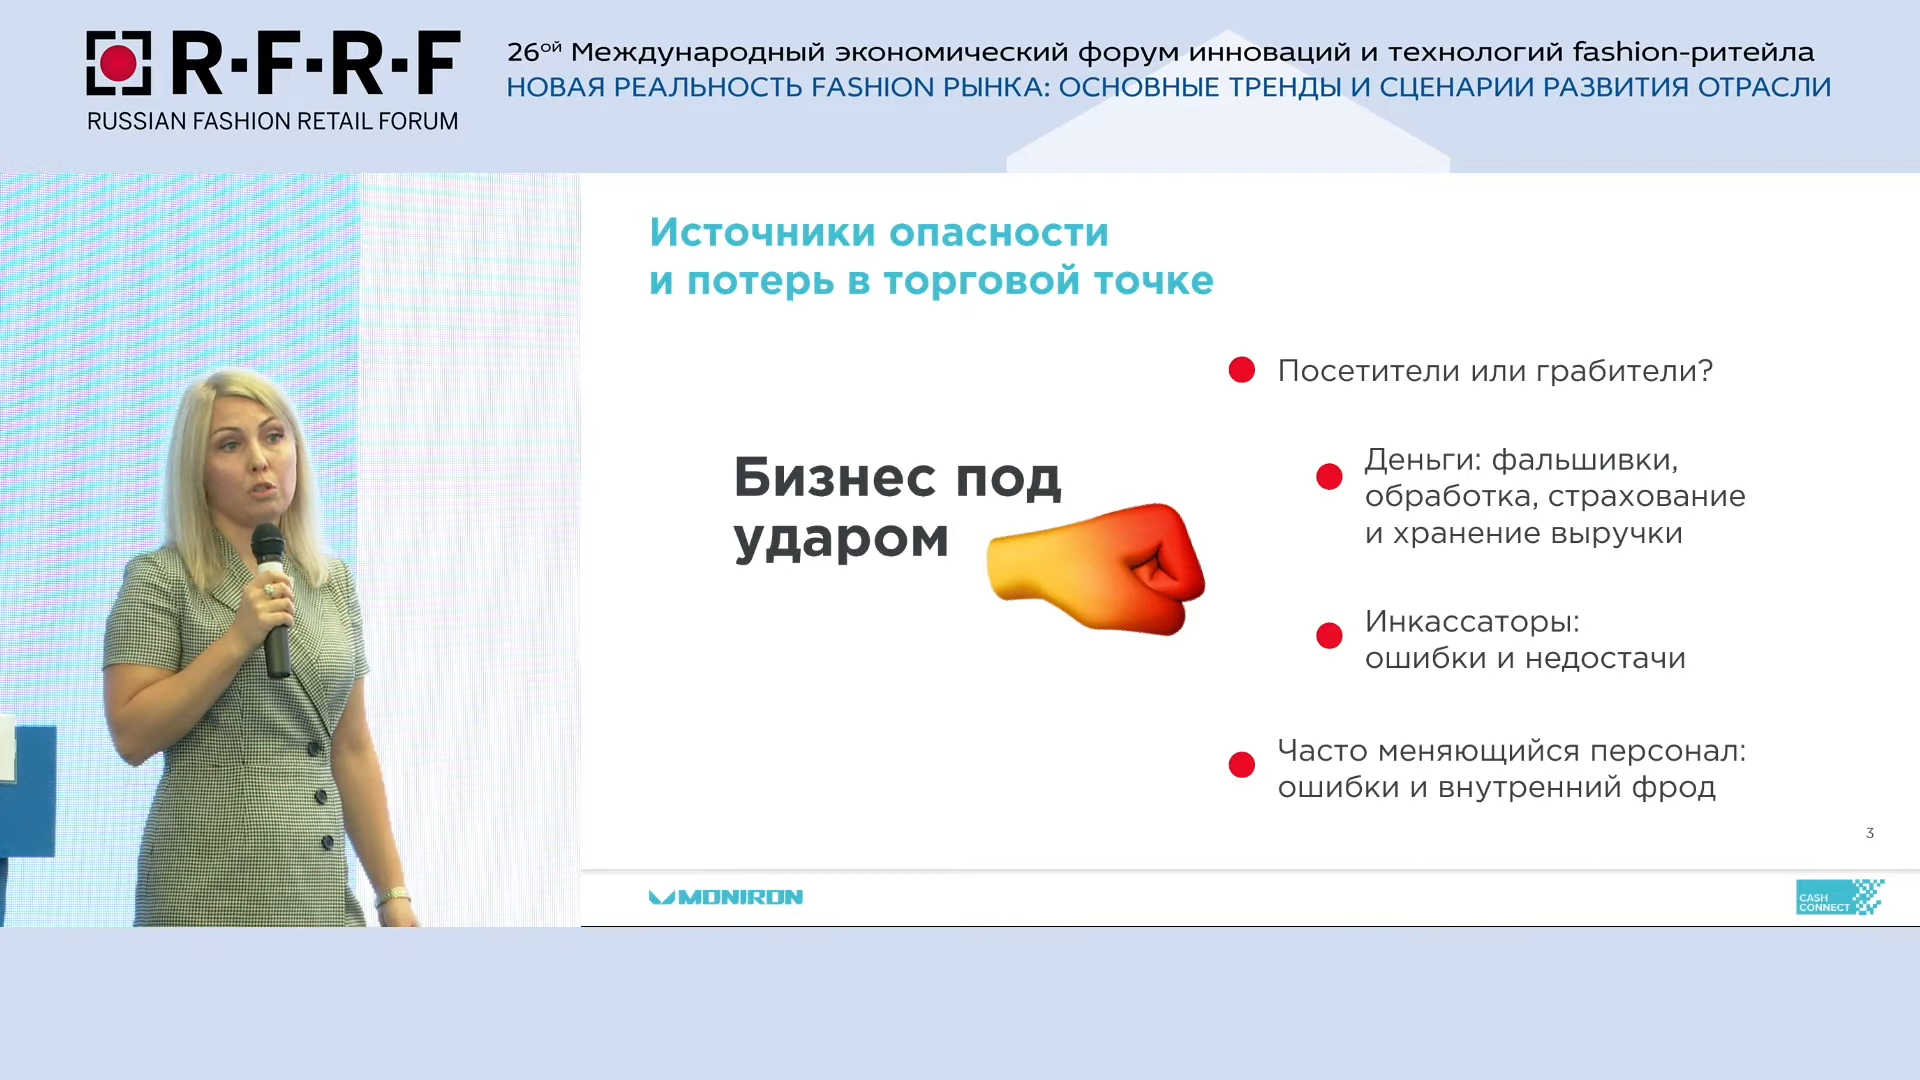 R·F·R·F
RUSSIAN FASHION RETAIL FORUM
26ой Международный экономический форум инноваций и технологий fashion-ритейла
НОВАЯ РЕАЛЬНОСТЬ FASHION РЫНКА: ОСНОВНЫЕ ТРЕНДЫ И СЦЕНАРИИ РАЗВИТИЯ ОТРАСЛИ
Источники опасности
и потерь в торговой точке
Бизнес под
ударом
Посетители или грабители?
Деньги: фальшивки,
обработка, страхование
и хранение выручки
Инкассаторы:
ошибки и недостачи
Часто меняющийся персонал:
ошибки и внутренний фрод
3
MONIRON
CASH
CONNECT